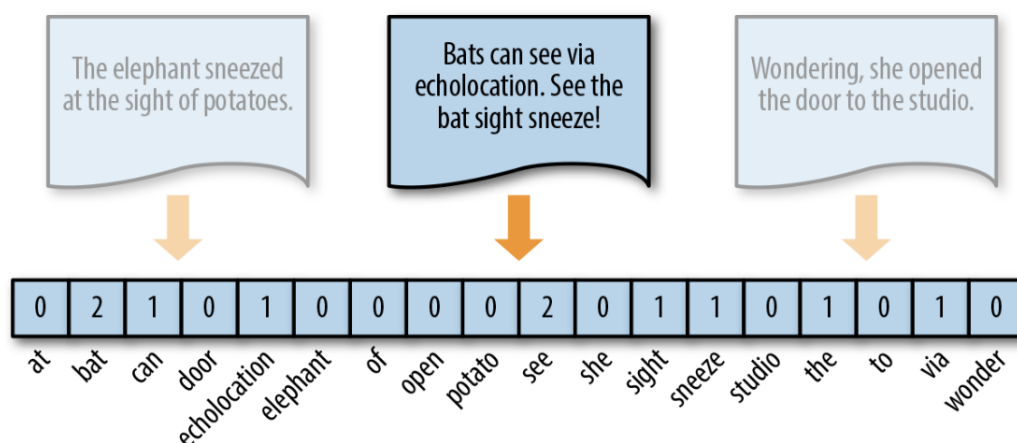 The elephant sneezed
at the sight of potatoes.
Bats can see via
echolocation. See the
bat sight sneeze!
Wondering, she opened
the door to the studio.
0 2 1 0 1 0 0 0 0 2 0 1 1 0 1 0 1 0
at bat can door echolocation elephant of open potato see she sight sneeze studio the to via wonder